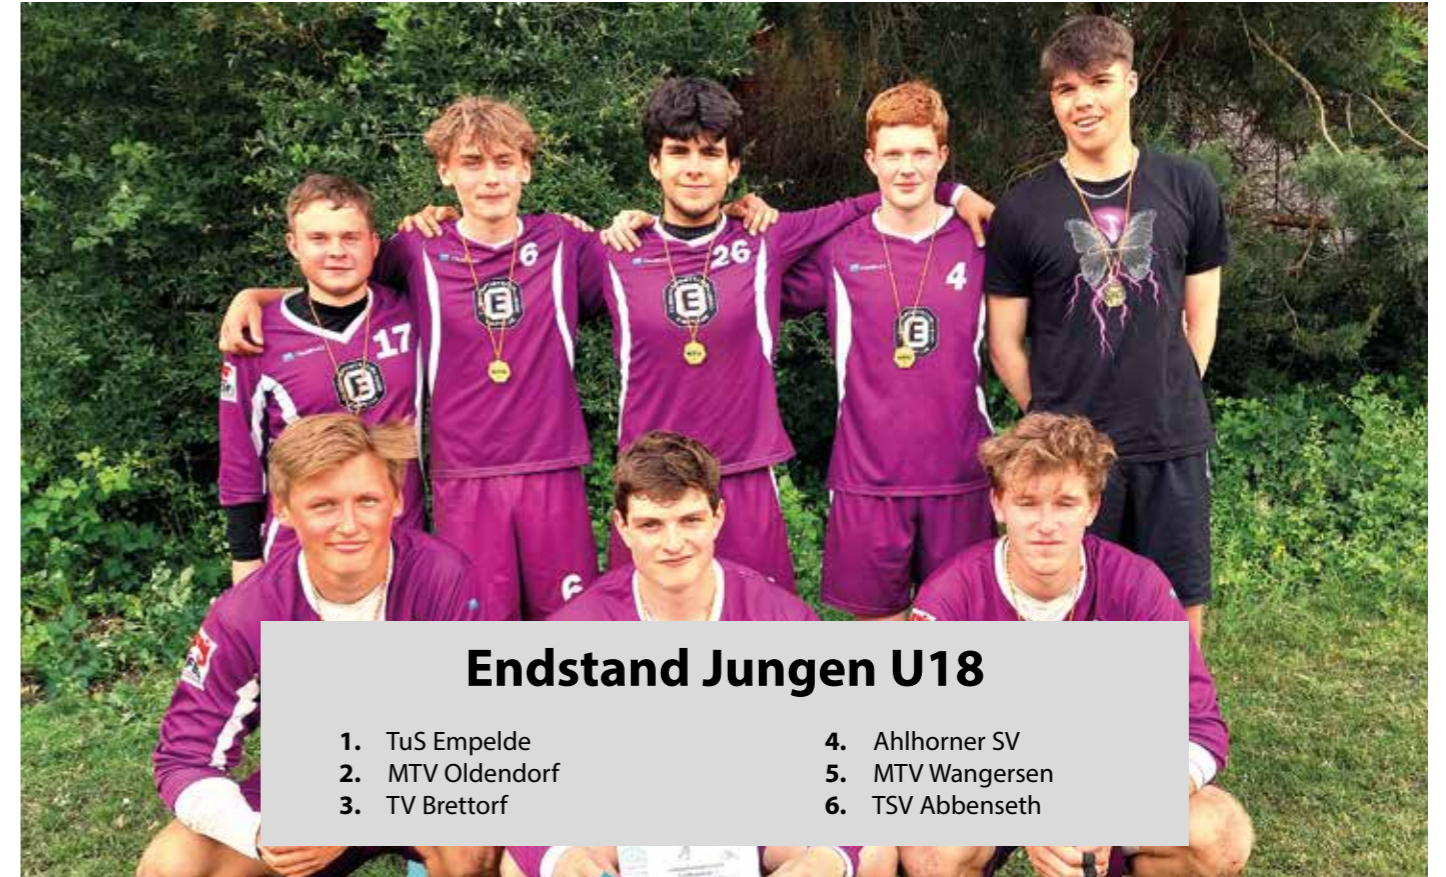 17
6
26
4
E
E
E
E
6
Endstand Jungen U18
1. TuS Empelde
2. MTV Oldendorf
3. TV Brettorf
4. Ahlhorner SV
5. MTV Wangersen
6. TSV Abbenseth